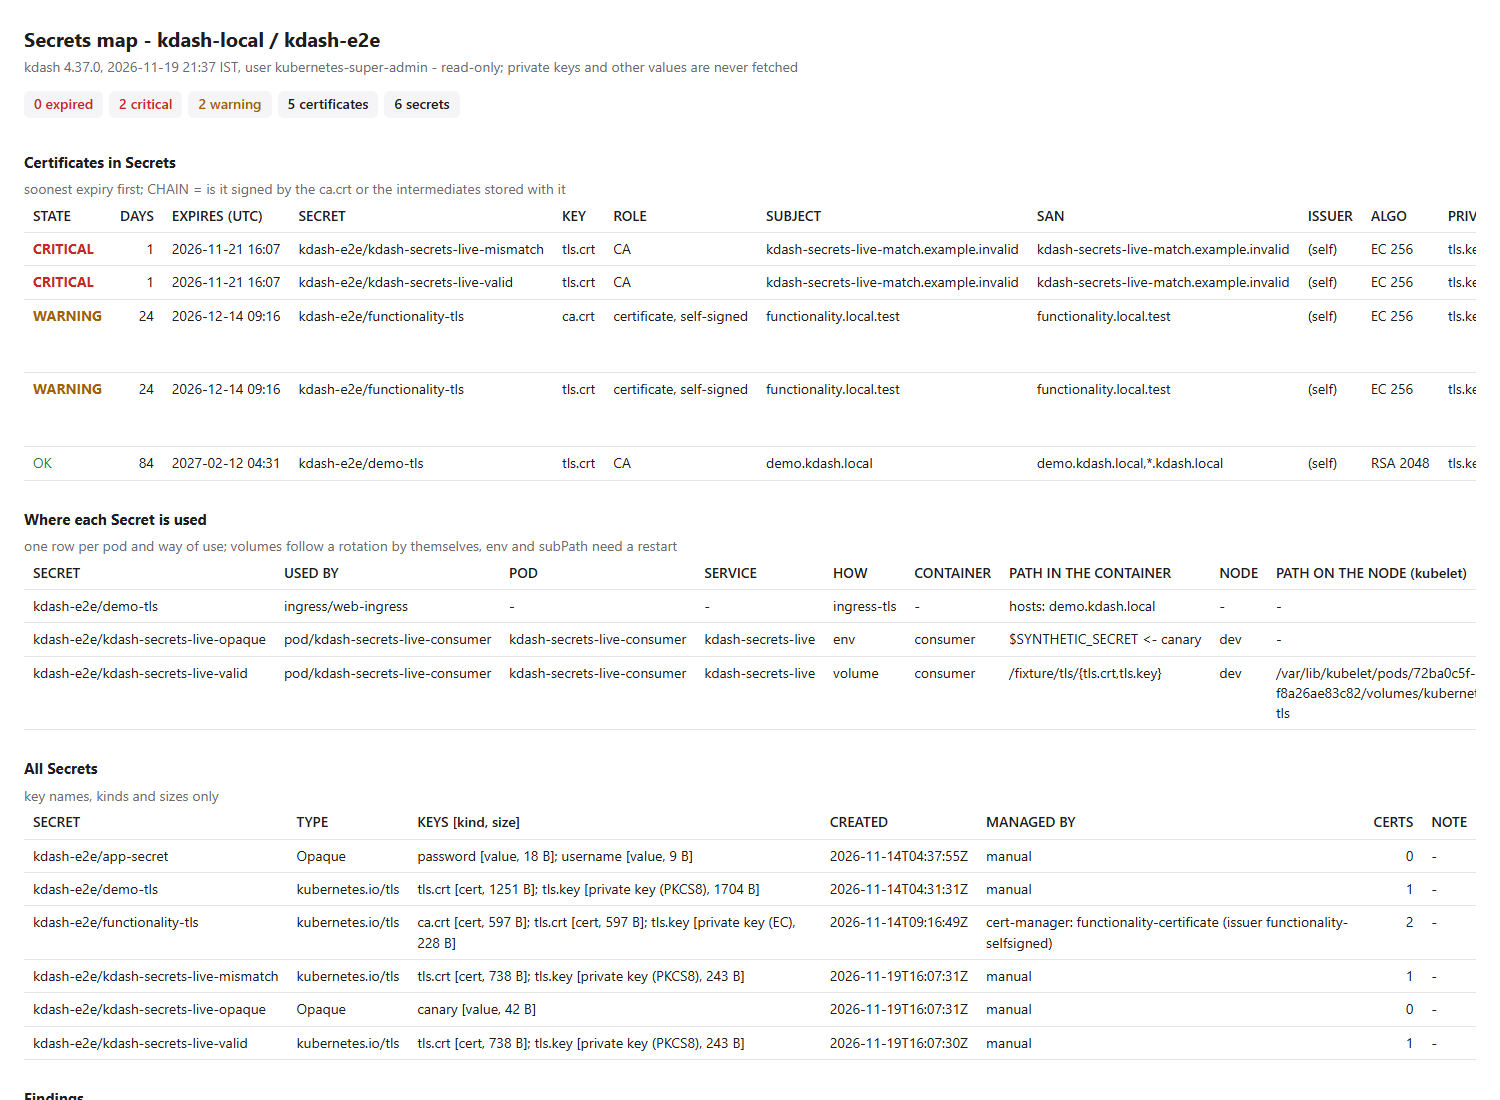 Secrets map - kdash-local / kdash-e2e
kdash 4.37.0, 2026-11-19 21:37 IST, user kubernetes-super-admin - read-only; private keys and other values are never fetched
0 expired 2 critical 2 warning 5 certificates 6 secrets
Certificates in Secrets
soonest expiry first; CHAIN = is it signed by the ca.crt or the intermediates stored with it
STATE DAYS EXPIRES (UTC) SECRET KEY ROLE SUBJECT SAN ISSUER ALGO PRIV
CRITICAL 1 2026-11-21 16:07 kdash-e2e/kdash-secrets-live-mismatch tls.crt CA kdash-secrets-live-match.example.invalid kdash-secrets-live-match.example.invalid (self) EC 256 tls.ke
CRITICAL 1 2026-11-21 16:07 kdash-e2e/kdash-secrets-live-valid tls.crt CA kdash-secrets-live-match.example.invalid kdash-secrets-live-match.example.invalid (self) EC 256 tls.ke
WARNING 24 2026-12-14 09:16 kdash-e2e/functionality-tls ca.crt certificate, self-signed functionality.local.test functionality.local.test (self) EC 256 tls.ke
WARNING 24 2026-12-14 09:16 kdash-e2e/functionality-tls tls.crt certificate, self-signed functionality.local.test functionality.local.test (self) EC 256 tls.ke
OK 84 2027-02-12 04:31 kdash-e2e/demo-tls tls.crt CA demo.kdash.local demo.kdash.local,*.kdash.local (self) RSA 2048 tls.ke
Where each Secret is used
one row per pod and way of use; volumes follow a rotation by themselves, env and subPath need a restart
SECRET USED BY POD SERVICE HOW CONTAINER PATH IN THE CONTAINER NODE PATH ON THE NODE (kubelet)
kdash-e2e/demo-tls ingress/web-ingress - - ingress-tls - hosts: demo.kdash.local - -
kdash-e2e/kdash-secrets-live-opaque pod/kdash-secrets-live-consumer kdash-secrets-live-consumer kdash-secrets-live env consumer $SYNTHETIC_SECRET <- canary dev -
kdash-e2e/kdash-secrets-live-valid pod/kdash-secrets-live-consumer kdash-secrets-live-consumer kdash-secrets-live volume consumer /fixture/tls/{tls.crt,tls.key} dev /var/lib/kubelet/pods/72ba0c5f-
f8a26ae83c82/volumes/kubernet
tls
All Secrets
key names, kinds and sizes only
SECRET TYPE KEYS [kind, size] CREATED MANAGED BY CERTS NOTE
kdash-e2e/app-secret Opaque password [value, 18 B]; username [value, 9 B] 2026-11-14T04:37:55Z manual 0 -
kdash-e2e/demo-tls kubernetes.io/tls tls.crt [cert, 1251 B]; tls.key [private key (PKCS8), 1704 B] 2026-11-14T04:31:31Z manual 1 -
kdash-e2e/functionality-tls kubernetes.io/tls ca.crt [cert, 597 B]; tls.crt [cert, 597 B]; tls.key [private key (EC), 2026-11-14T09:16:49Z cert-manager: functionality-certificate (issuer functionality- 2 -
228 B] selfsigned)
kdash-e2e/kdash-secrets-live-mismatch kubernetes.io/tls tls.crt [cert, 738 B]; tls.key [private key (PKCS8), 243 B] 2026-11-19T16:07:31Z manual 1 -
kdash-e2e/kdash-secrets-live-opaque Opaque canary [value, 42 B] 2026-11-19T16:07:31Z manual 0 -
kdash-e2e/kdash-secrets-live-valid kubernetes.io/tls tls.crt [cert, 738 B]; tls.key [private key (PKCS8), 243 B] 2026-11-19T16:07:30Z manual 1 -
Findings